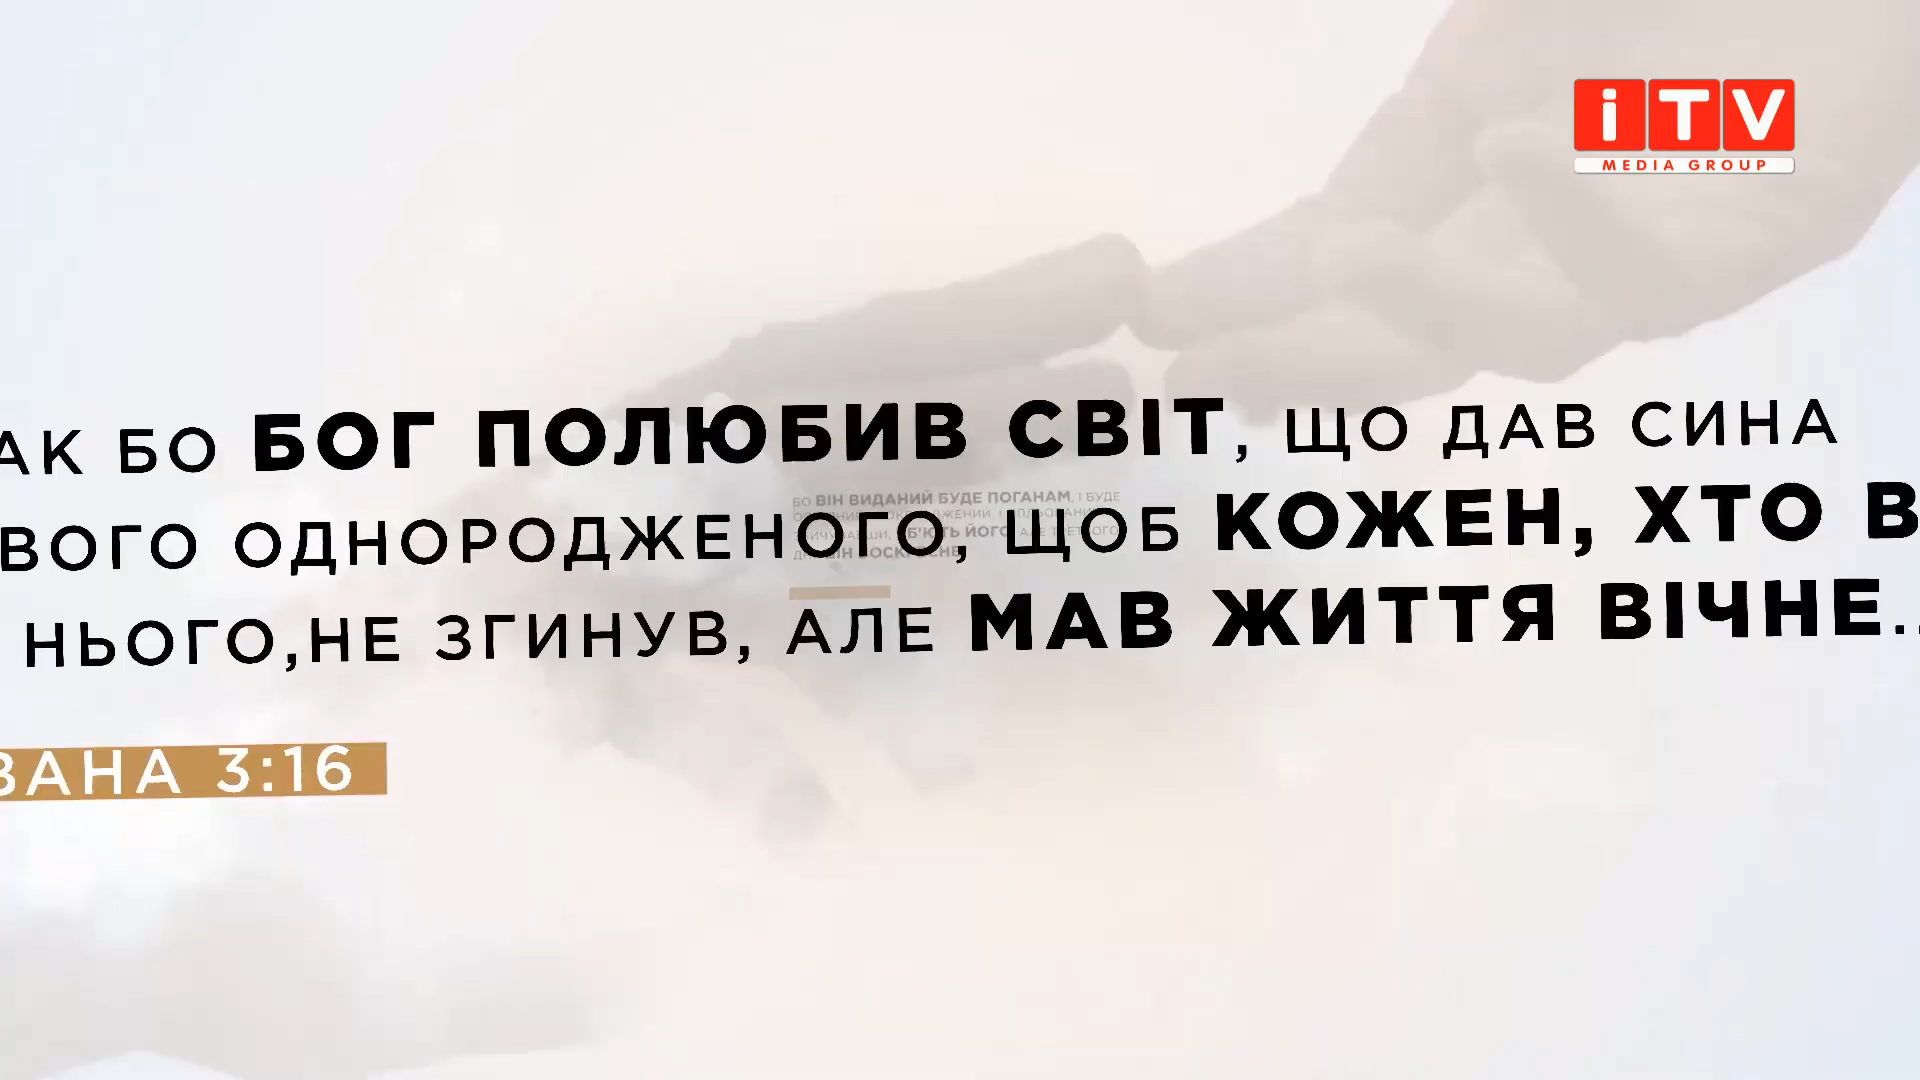 iTV
MEDIA GROUP
АК БО БОГ ПОЛЮБИВ СВІТ, ЩО ДАВ СИНА
ВОГО ОДНОРОДЖЕНОГО, ЩОБ КОЖЕН, ХТО В
НЬОГО,НЕ ЗГИНУВ, АЛЕ МАВ ЖИТТЯ ВІЧНЕ..
ВАНА 3:16
БО ВІН ВИДАНИЙ БУДЕ ПОГАНАМ, І БУДЕ